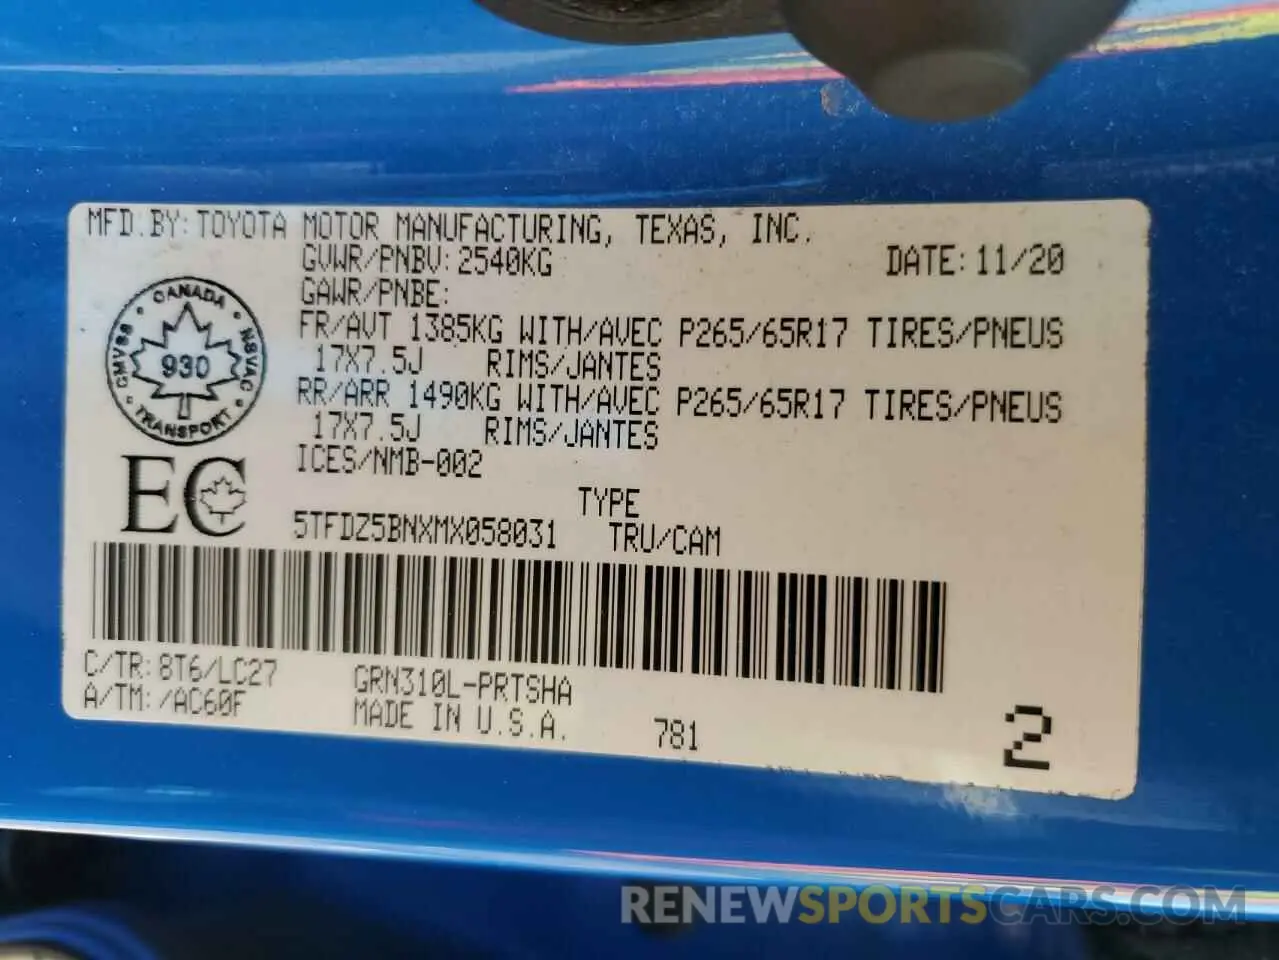 MFD. BY: TOYOTA MOTOR MANUFACTURING, TEXAS, INC.
GVWR/PNBV: 2540KG DATE: 11/20
GAWR/PNBE:
FR/AVT 1385KG WITH/AVEC P265/65R17 TIRES/PNEUS
17X7.5J RIMS/JANTES
RR/ARR 1490KG WITH/AVEC P265/65R17 TIRES/PNEUS
17X7.5J RIMS/JANTES
ICES/NMB-002
CANADA
CMVSS
NSVAC
930
TRANSPORT
EC
TYPE
5TFDZ5BNXMX058031 TRU/CAM
C/TR: 8T6/LC27 GRN310L-PRTSHA
A/TM: /AC60F MADE IN U.S.A. 781
2
RENEWSPORTSCARS.COM